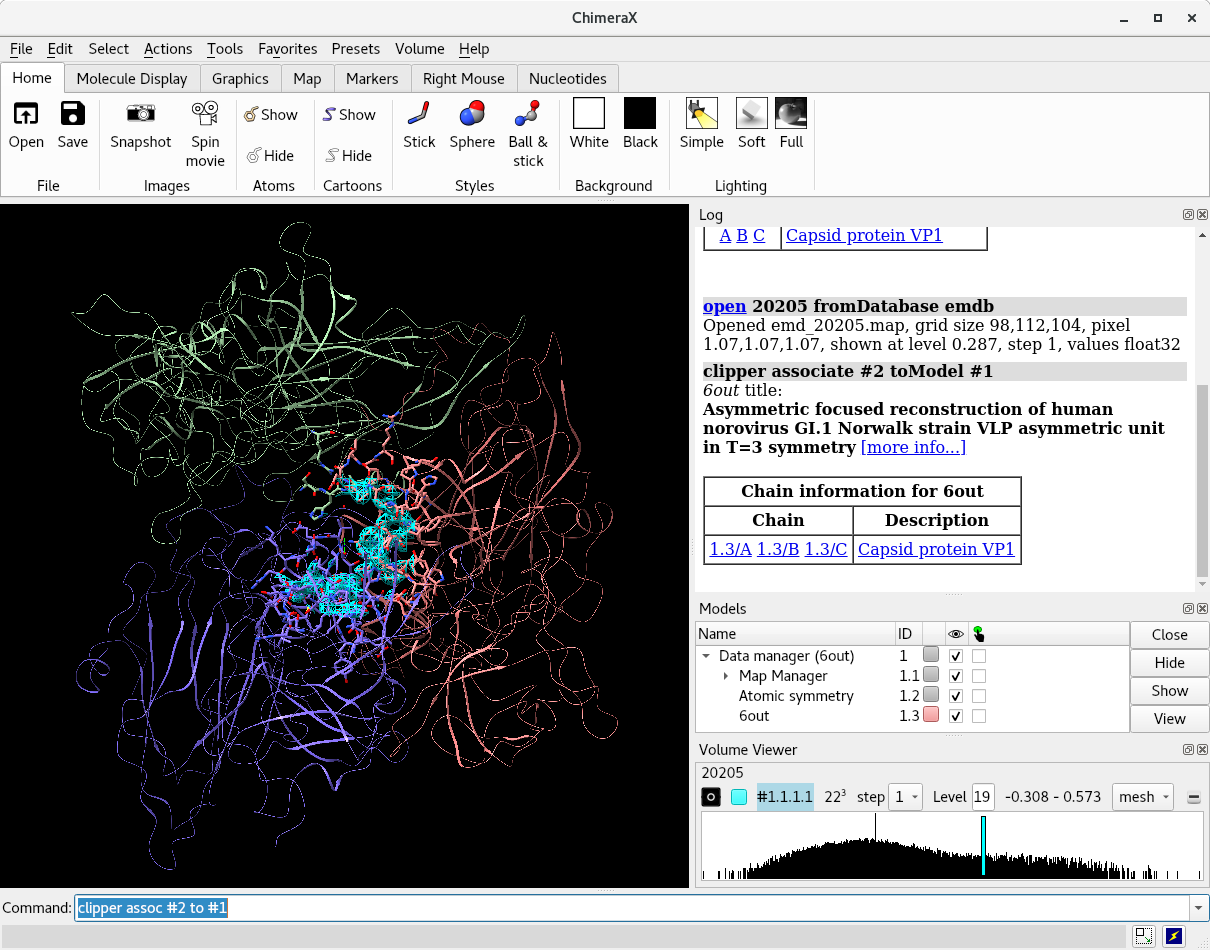 ChimeraX
File Edit Select Actions Tools Favorites Presets Volume Help
Home Molecule Display Graphics Map Markers Right Mouse Nucleotides
Open Save Snapshot Spin movie Show Hide Show Hide Stick Sphere Ball & stick White Black Simple Soft Full
File Images Atoms Cartoons Styles Background Lighting
Log
A B C Capsid protein VP1
open 20205 fromDatabase emdb
Opened emd_20205.map, grid size 98,112,104, pixel
1.07,1.07,1.07, shown at level 0.287, step 1, values float32
clipper associate #2 toModel #1
6out title:
Asymmetric focused reconstruction of human
norovirus GI.1 Norwalk strain VLP asymmetric unit
in T=3 symmetry [more info...]
Chain information for 6out
Chain Description
1.3/A 1.3/B 1.3/C Capsid protein VP1
Models
Name ID
Data manager (6out) 1
Map Manager 1.1
Atomic symmetry 1.2
6out 1.3
Close
Hide
Show
View
Volume Viewer
20205
#1.1.1.1 22³ step 1 Level 19 -0.308 - 0.573 mesh
Command: clipper assoc #2 to #1